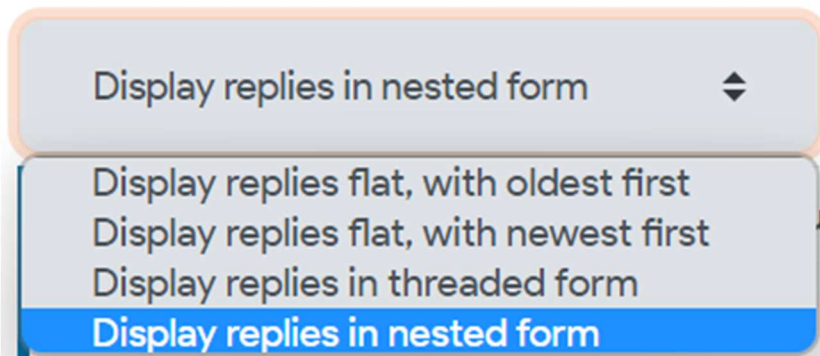 Display replies in nested form
Display replies flat, with oldest first
Display replies flat, with newest first
Display replies in threaded form
Display replies in nested form